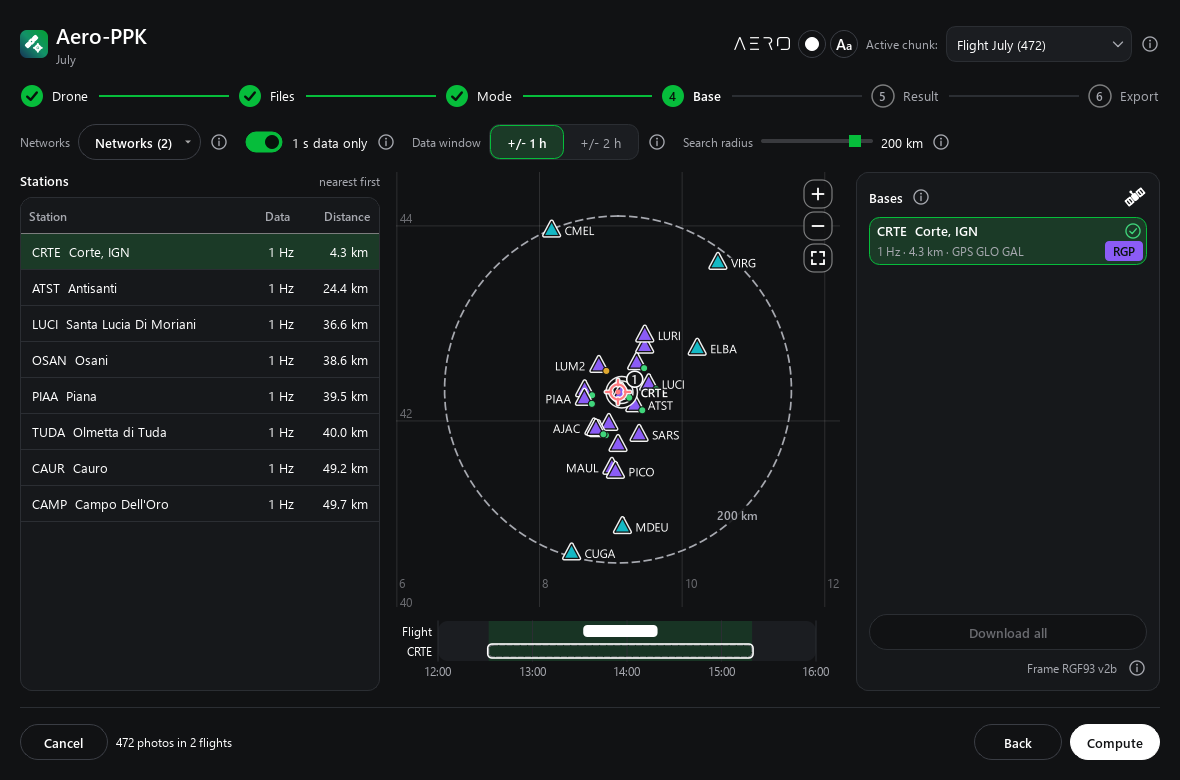 Aero-PPK
July
AERO
Aa
Active chunk:
Flight July (472)
Drone
Files
Mode
4 Base
5 Result
6 Export
Networks
Networks (2)
1 s data only
Data window
+/- 1 h
+/- 2 h
Search radius
200 km
Stations
nearest first
Station Data Distance
CRTE Corte, IGN 1 Hz 4.3 km
ATST Antisanti 1 Hz 24.4 km
LUCI Santa Lucia Di Moriani 1 Hz 36.6 km
OSAN Osani 1 Hz 38.6 km
PIAA Piana 1 Hz 39.5 km
TUDA Olmetta di Tuda 1 Hz 40.0 km
CAUR Cauro 1 Hz 49.2 km
CAMP Campo Dell'Oro 1 Hz 49.7 km
44
CMEL
VIRG
LURI
ELBA
LUM2
1
LUCI
CRTE
PIAA
ATST
42
AJAC
SARS
MAUL
PICO
200 km
MDEU
CUGA
6
8
10
12
40
Flight
CRTE
12:00 13:00 14:00 15:00 16:00
Bases
CRTE Corte, IGN
1 Hz · 4.3 km · GPS GLO GAL
RGP
Download all
Frame RGF93 v2b
Cancel
472 photos in 2 flights
Back
Compute